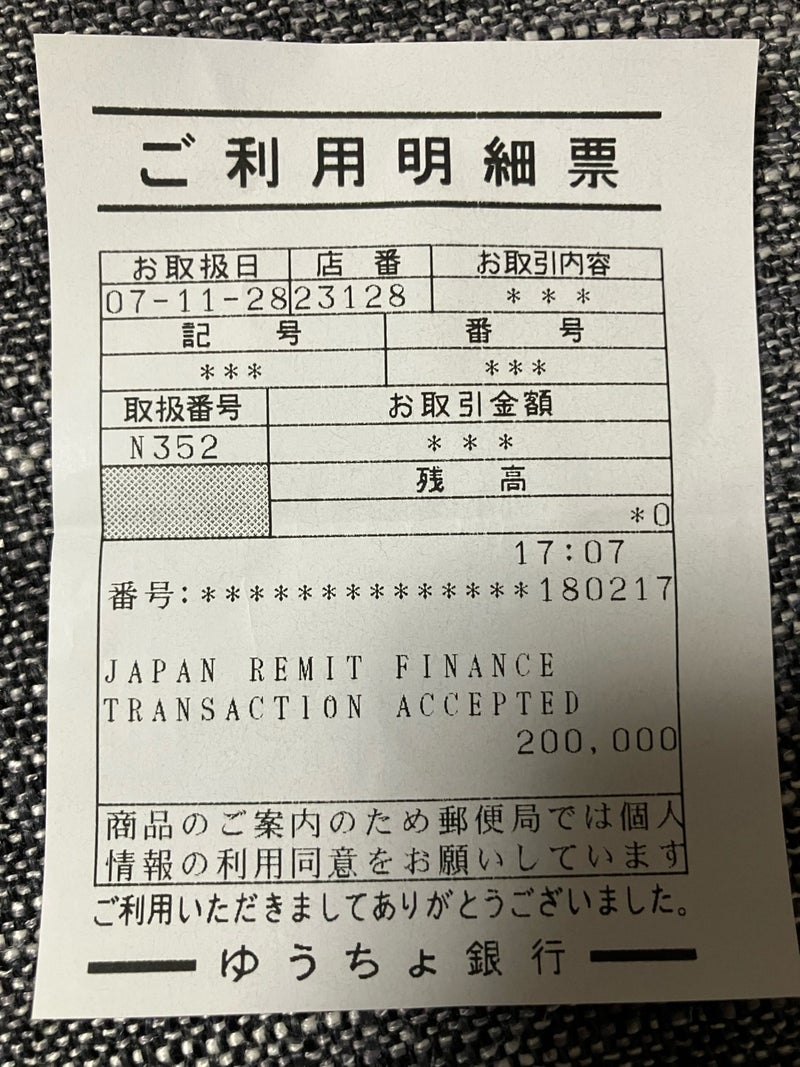 ご利用明細票
お取扱日 店番 お取引内容
07-11-28 23128 ***
記号 番号
*** ***
取扱番号 お取引金額
N352 ***
残高
*0
17:07
番号:**************180217
JAPAN REMIT FINANCE
TRANSACTION ACCEPTED
200,000
商品のご案内のため郵便局では個人
情報の利用同意をお願いしています
ご利用いただきましてありがとうございました。
ゆうちょ銀行